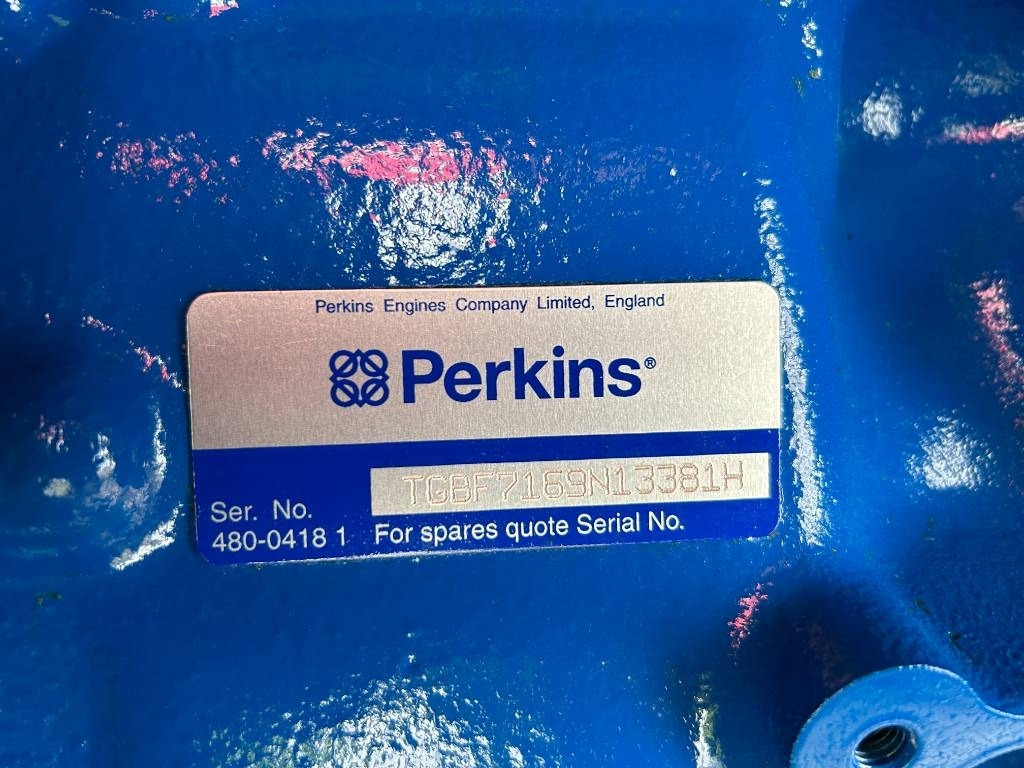 Perkins Engines Company Limited, England
Perkins®
Ser. No. TGBF7169N13381H
480-0418 1 For spares quote Serial No.